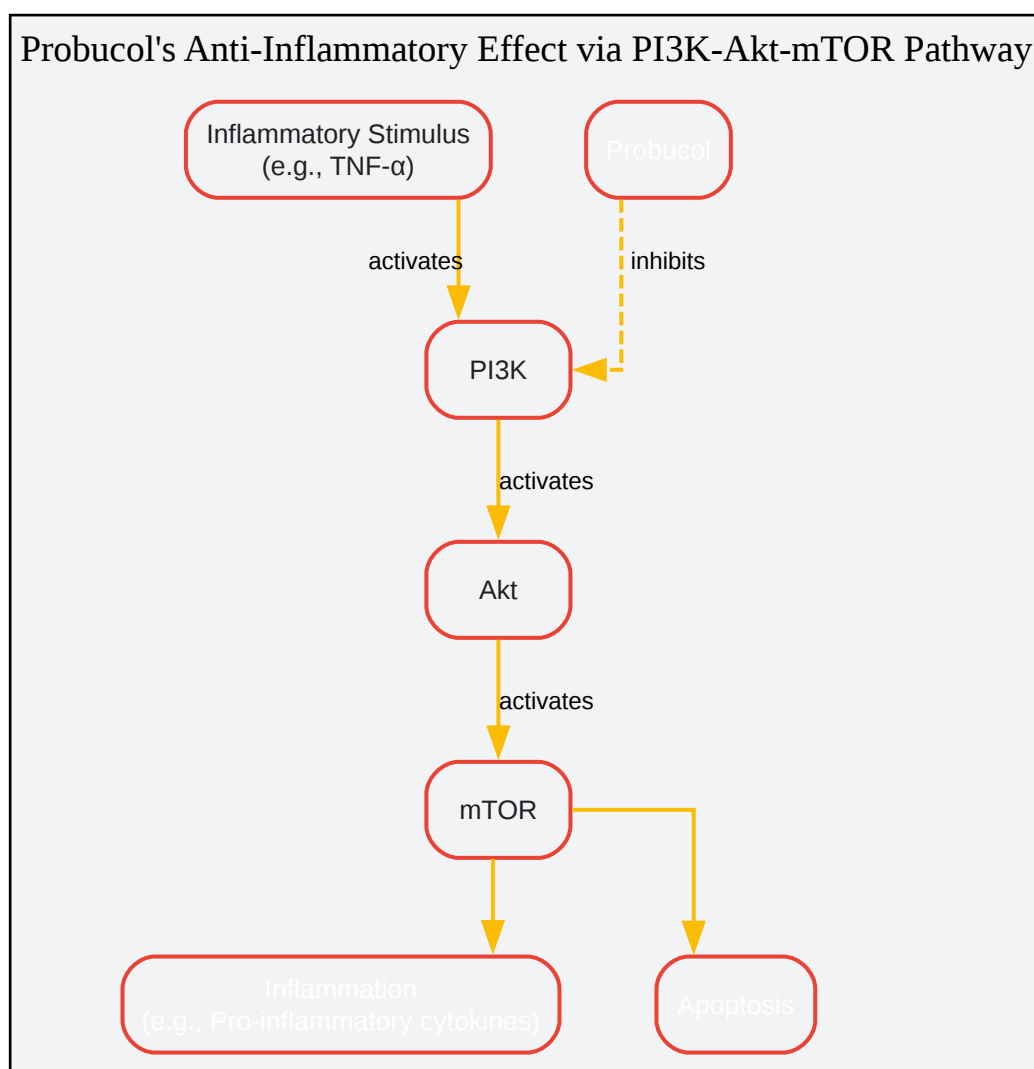 Probucol's Anti-Inflammatory Effect via PI3K-Akt-mTOR Pathway
Inflammatory Stimulus
(e.g., TNF-α)
Probucol
activates
inhibits
PI3K
activates
Akt
activates
mTOR
Inflammation
(e.g., Pro-inflammatory cytokines)
Apoptosis